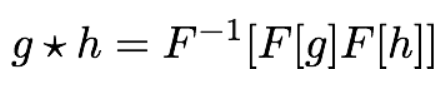 g ⋆ h = F⁻¹[F[g]F[h]]